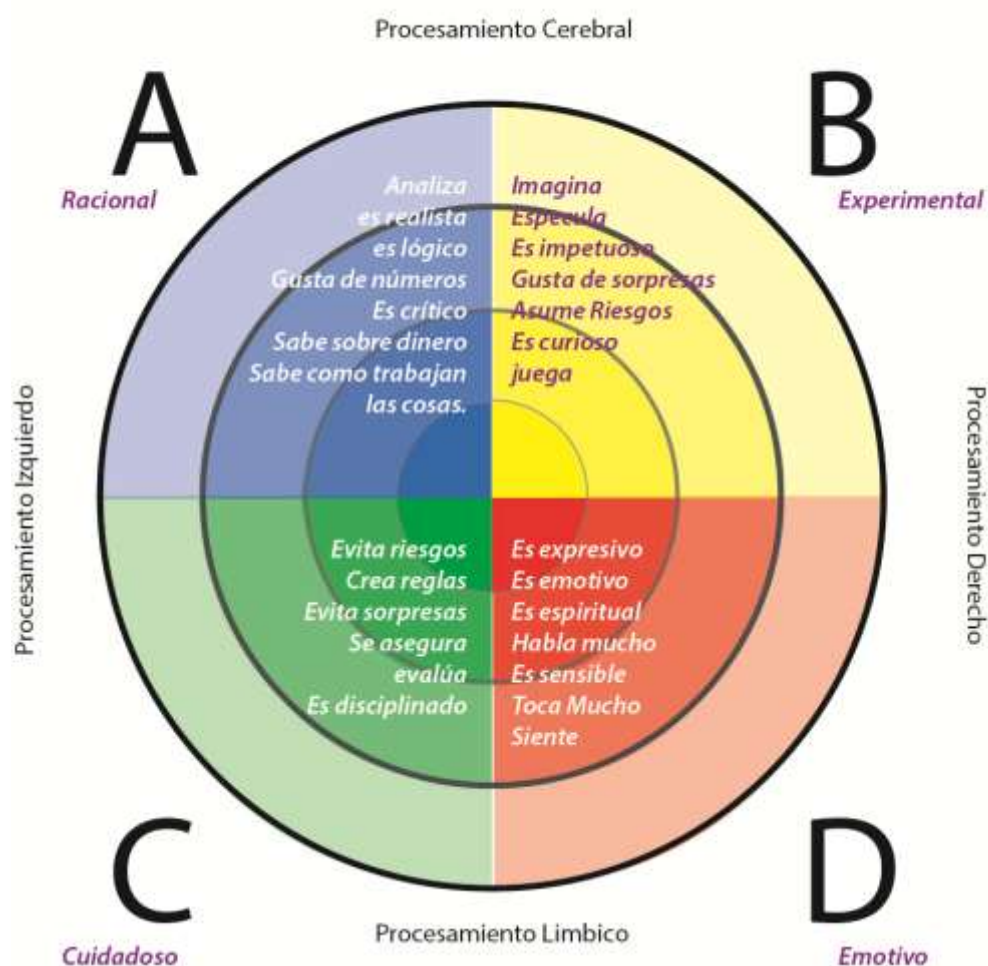 Procesamiento Cerebral
A
Racional
B
Experimental
Analiza
es realista
es lógico
Gusta de números
Es crítico
Sabe sobre dinero
Sabe como trabajan
las cosas.
Imagina
Especula
Es impetuoso
Gusta de sorpresas
Asume Riesgos
Es curioso
juega
Procesamiento Izquierdo
Procesamiento Derecho
Evita riesgos
Crea reglas
Evita sorpresas
Se asegura
evalúa
Es disciplinado
Es expresivo
Es emotivo
Es espiritual
Habla mucho
Es sensible
Toca Mucho
Siente
C
Cuidadoso
Procesamiento Limbico
D
Emotivo